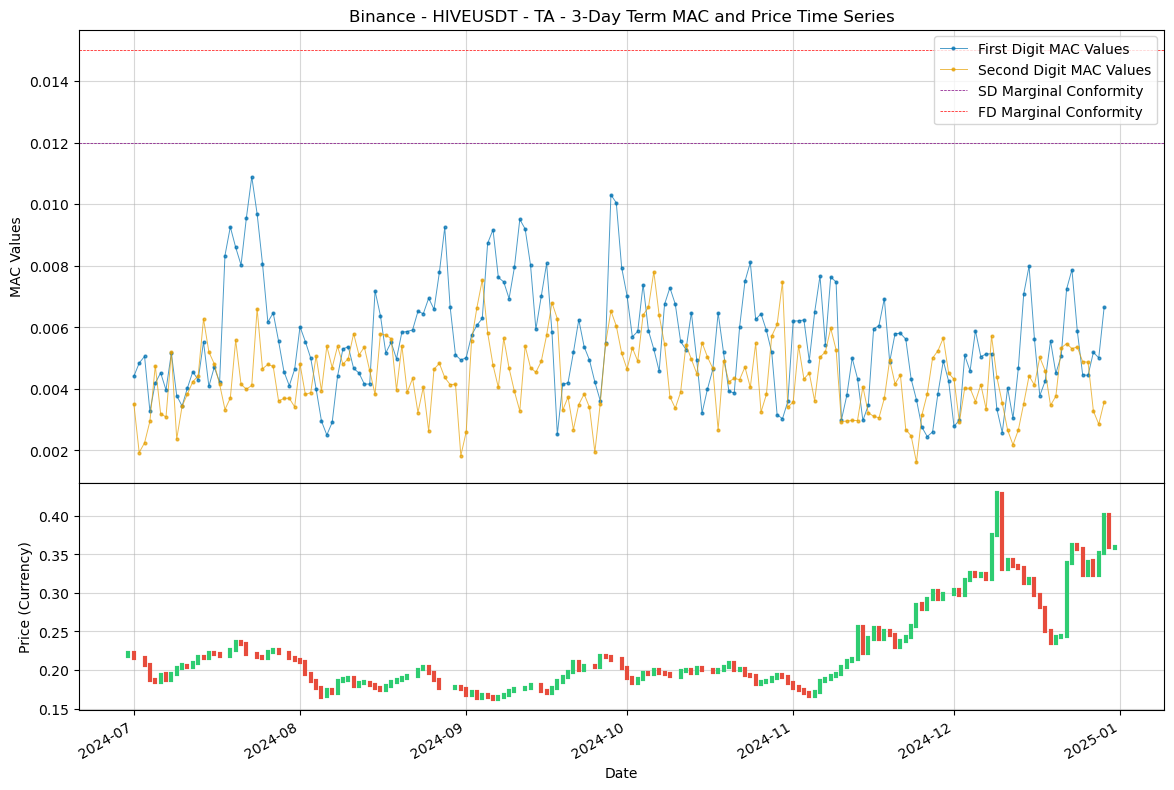 Binance - HIVEUSDT - TA - 3-Day Term MAC and Price Time Series
First Digit MAC Values
Second Digit MAC Values
SD Marginal Conformity
FD Marginal Conformity
MAC Values
0.014
0.012
0.010
0.008
0.006
0.004
0.002
Price (Currency)
0.40
0.35
0.30
0.25
0.20
0.15
2024-07
2024-08
2024-09
2024-10
2024-11
2024-12
2025-01
Date